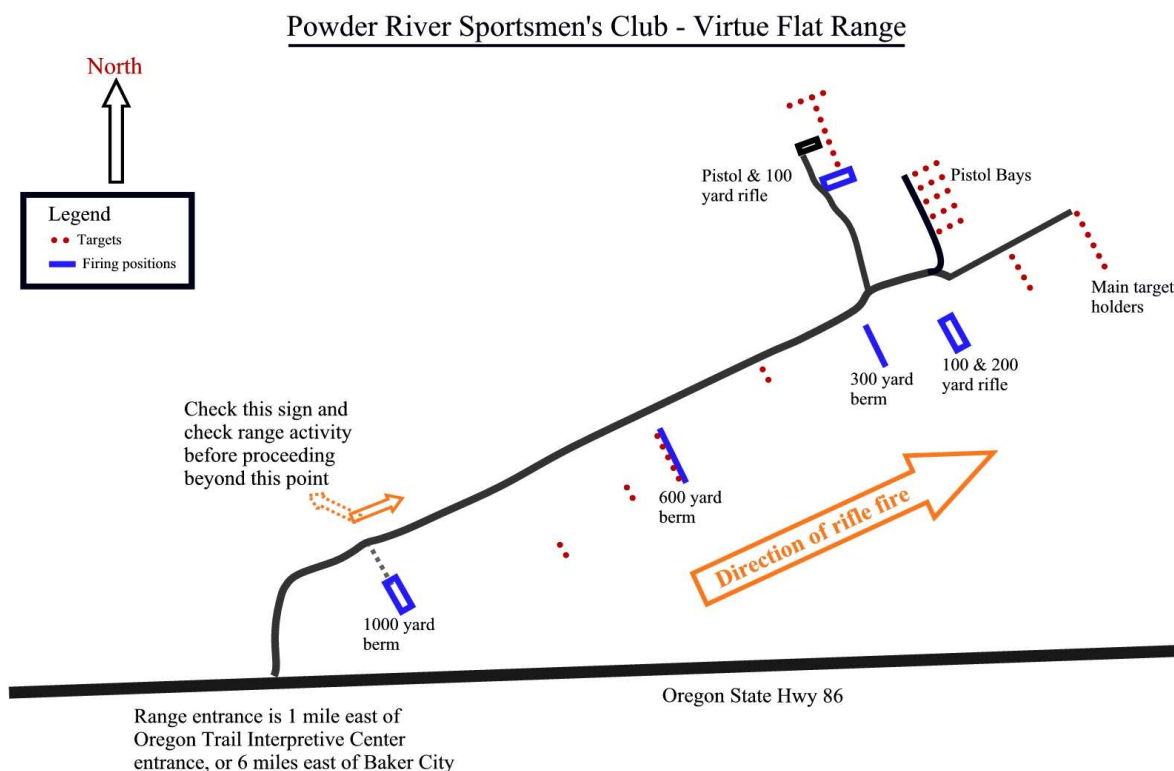 Powder River Sportsmen's Club - Virtue Flat Range
North
Legend
Targets
Firing positions
Pistol & 100
yard rifle
Pistol Bays
Main target
holders
100 & 200
yard rifle
300 yard
berm
Check this sign and
check range activity
before proceeding
beyond this point
600 yard
berm
Direction of rifle fire
1000 yard
berm
Oregon State Hwy 86
Range entrance is 1 mile east of
Oregon Trail Interpretive Center
entrance, or 6 miles east of Baker City